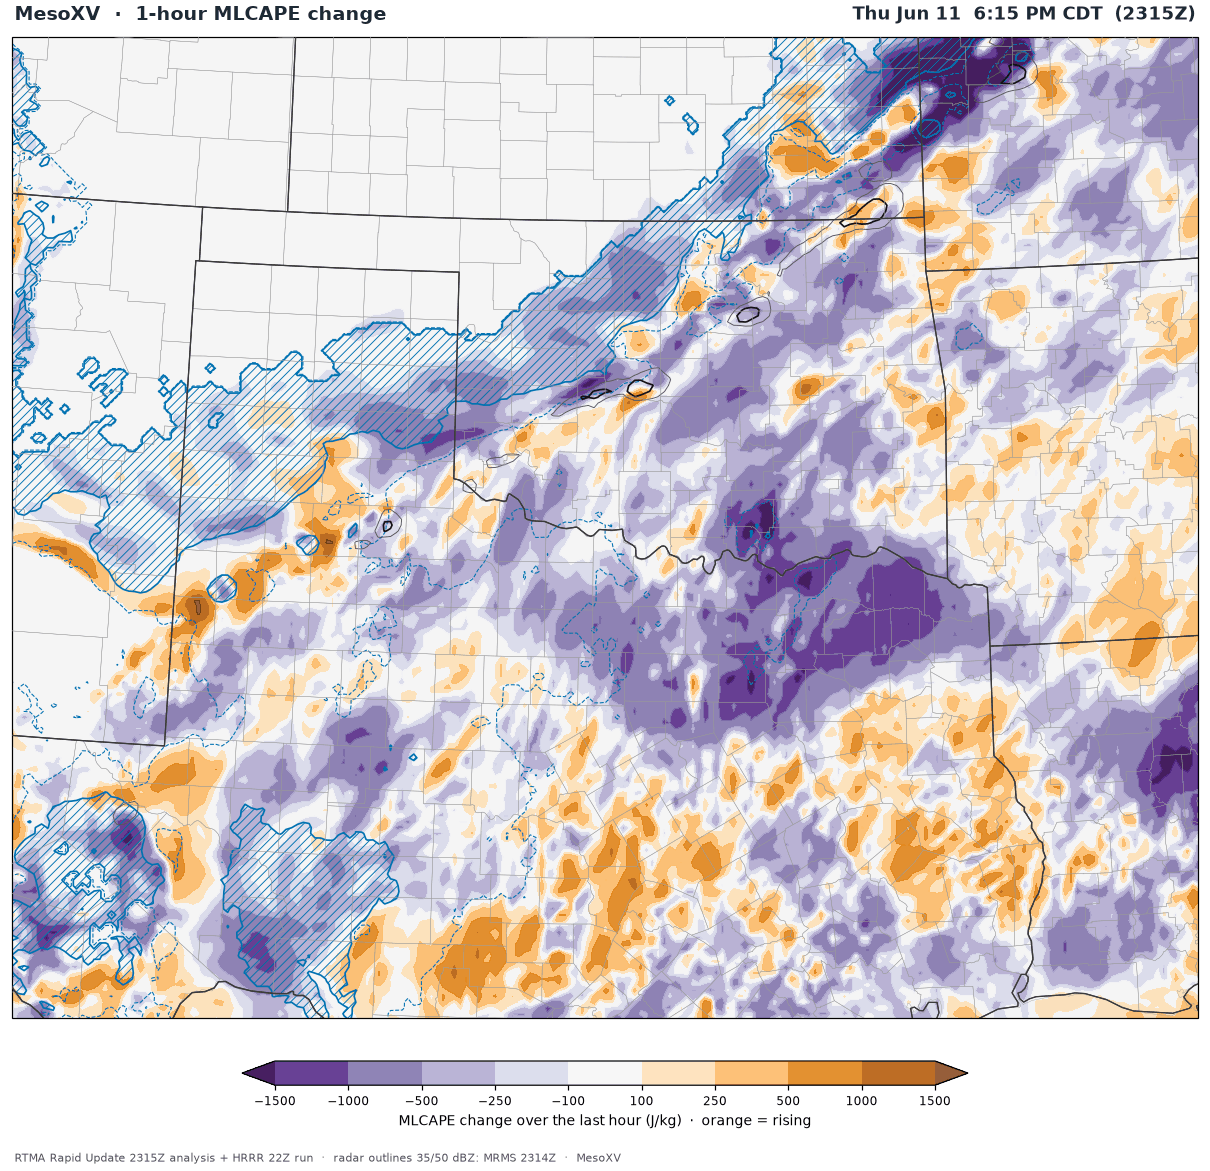 MesoXV · 1-hour MLCAPE change
Thu Jun 11 6:15 PM CDT (2315Z)
−1500 −1000 −500 −250 −100 100 250 500 1000 1500
MLCAPE change over the last hour (J/kg) · orange = rising
RTMA Rapid Update 2315Z analysis + HRRR 22Z run · radar outlines 35/50 dBZ: MRMS 2314Z · MesoXV